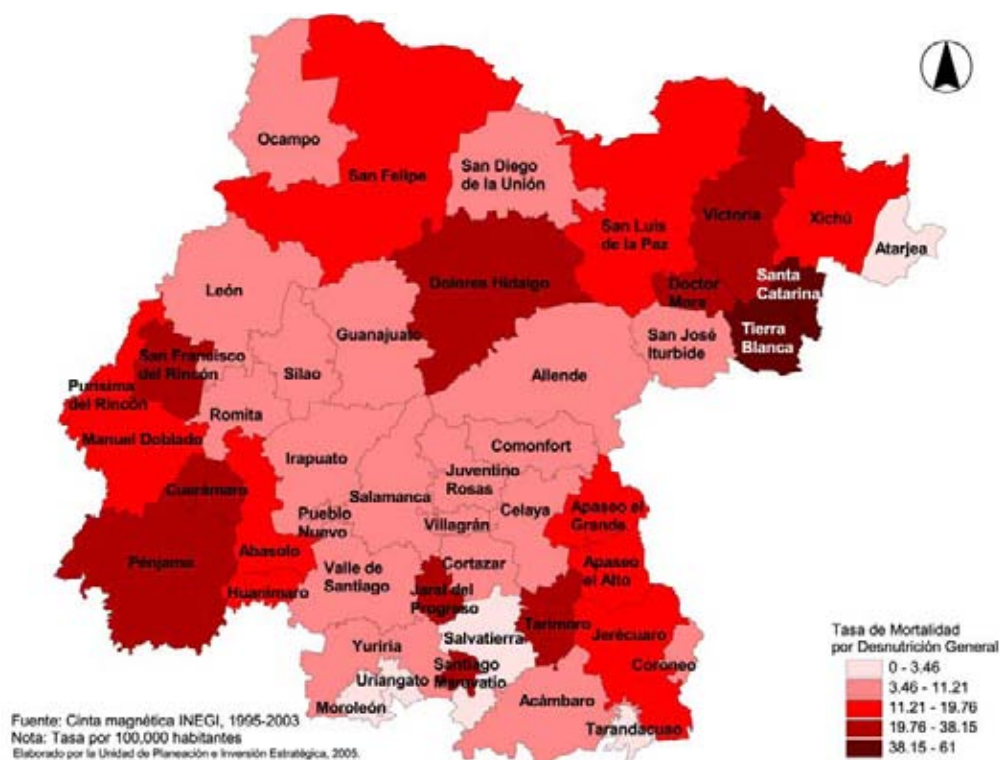 Ocampo
San Felipe
San Diego
de la Unión
San Luis
de la Paz
Victoria
Xichú
Atarjea
León
Guanajuato
Dolores Hidalgo
Doctor
Mora
Santa
Catarina
Tierra
Blanca
San José
Iturbide
San Francisco
del Rincón
Silao
Allende
Purísima
del Rincón
Romita
Manuel Doblado
Irapuato
Comonfort
Juventino
Rosas
Cuerámaro
Salamanca
Celaya
Apaseo el
Grande
Pueblo
Nuevo
Villagrán
Pénjamo
Abasolo
Valle de
Santiago
Cortazar
Apaseo
el Alto
Huanímaro
Jaral del
Progreso
Tarimoro
Jerécuaro
Salvatierra
Yuriria
Santiago
Maravatío
Coroneo
Uriangato
Moroleón
Acámbaro
Tarandacuao
Tasa de Mortalidad
por Desnutrición General
0 - 3.46
3.46 - 11.21
11.21 - 19.76
19.76 - 38.15
38.15 - 61
Fuente: Cinta magnética INEGI, 1995-2003
Nota: Tasa por 100,000 habitantes
Elaborado por la Unidad de Planeación e Inversión Estratégica, 2005.